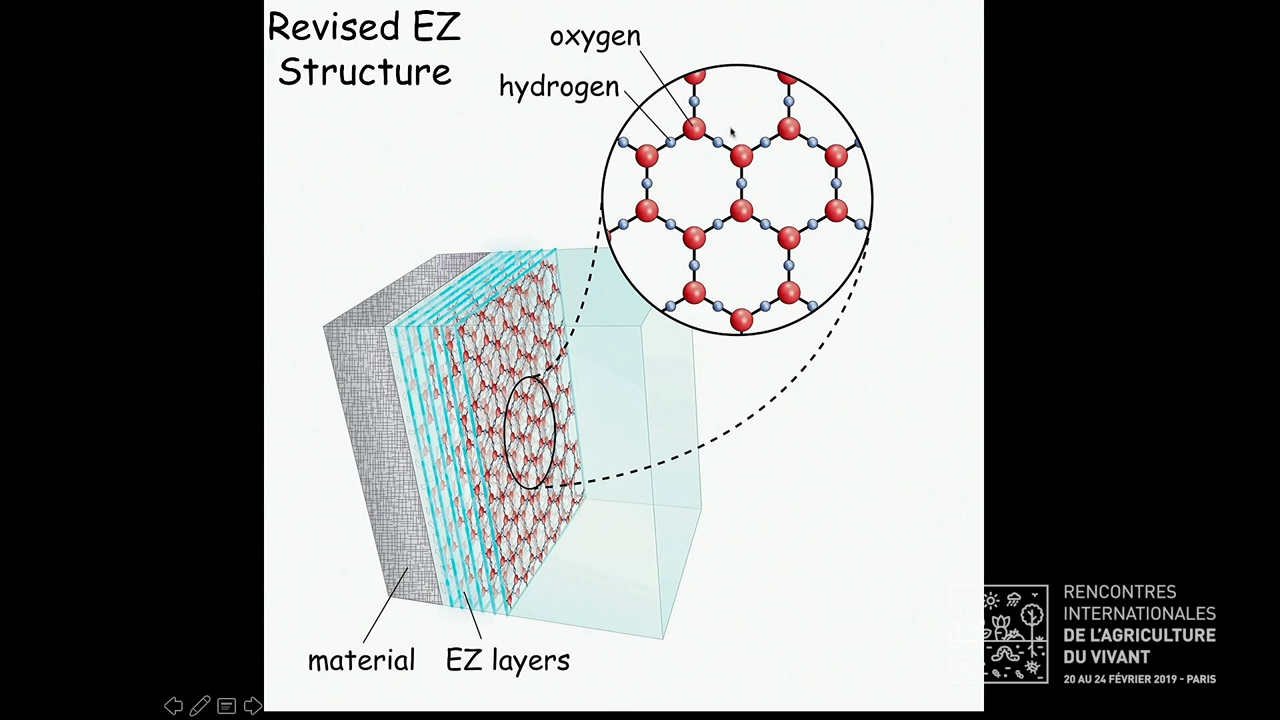 Revised EZ
Structure
oxygen
hydrogen
material
EZ layers
RENCONTRES
INTERNATIONALES
DE L'AGRICULTURE
DU VIVANT
20 AU 24 FÉVRIER 2019 - PARIS